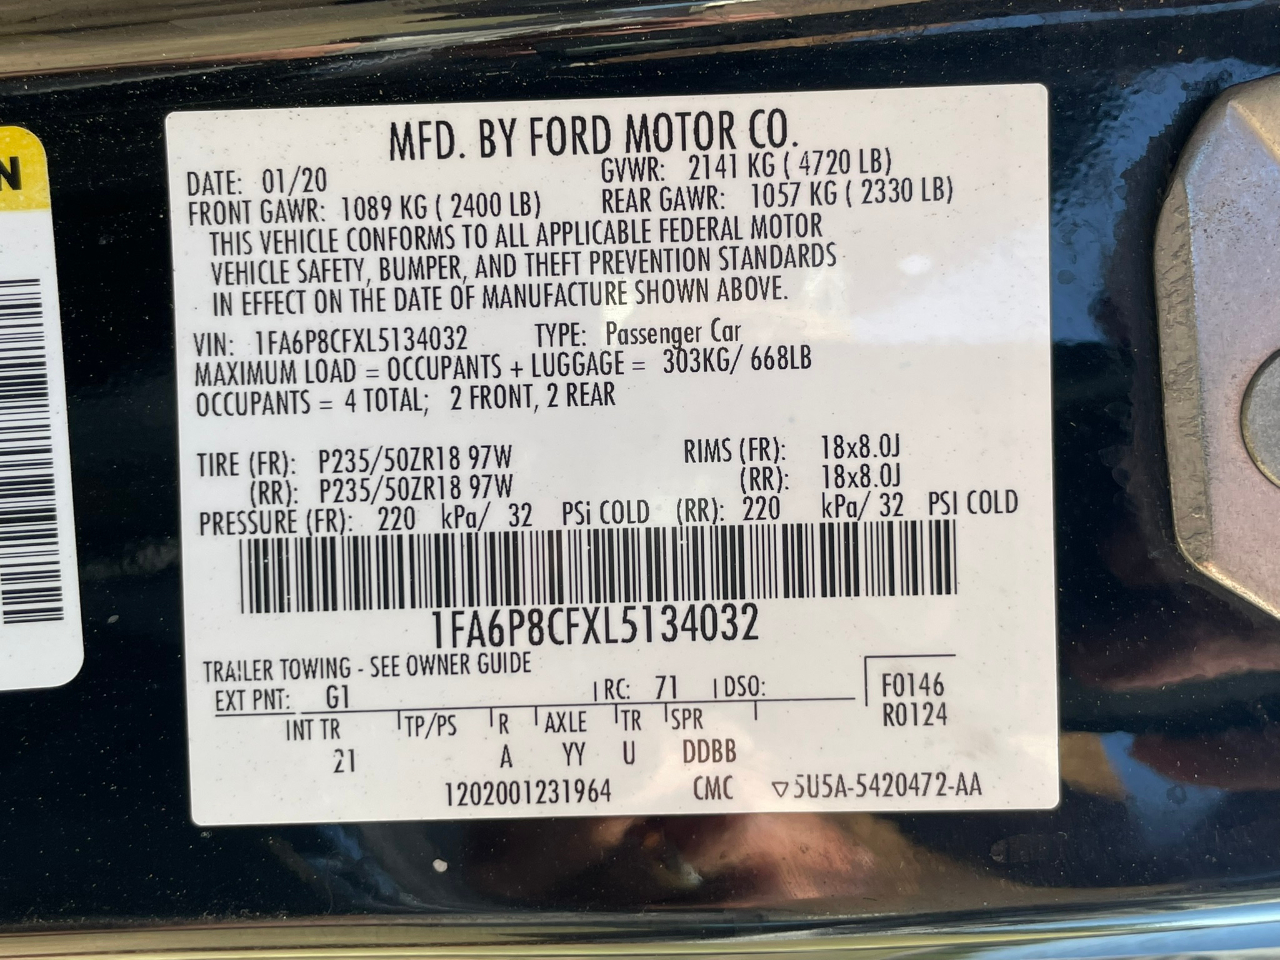 N
MFD. BY FORD MOTOR CO.
DATE: 01/20 GVWR: 2141 KG ( 4720 LB)
FRONT GAWR: 1089 KG ( 2400 LB) REAR GAWR: 1057 KG ( 2330 LB)
THIS VEHICLE CONFORMS TO ALL APPLICABLE FEDERAL MOTOR
VEHICLE SAFETY, BUMPER, AND THEFT PREVENTION STANDARDS
IN EFFECT ON THE DATE OF MANUFACTURE SHOWN ABOVE.
VIN: 1FA6P8CFXL5134032 TYPE: Passenger Car
MAXIMUM LOAD = OCCUPANTS + LUGGAGE = 303KG/ 668LB
OCCUPANTS = 4 TOTAL; 2 FRONT, 2 REAR
TIRE (FR): P235/50ZR18 97W RIMS (FR): 18x8.0J
(RR): P235/50ZR18 97W (RR): 18x8.0J
PRESSURE (FR): 220 kPa/ 32 PSi COLD (RR): 220 kPa/ 32 PSI COLD
1FA6P8CFXL5134032
TRAILER TOWING - SEE OWNER GUIDE
EXT PNT: G1 RC: 71 DSO: F0146
R0124
INT TR TP/PS R AXLE TR SPR
21 A YY U DDBB
1202001231964 CMC ▽5U5A-5420472-AA